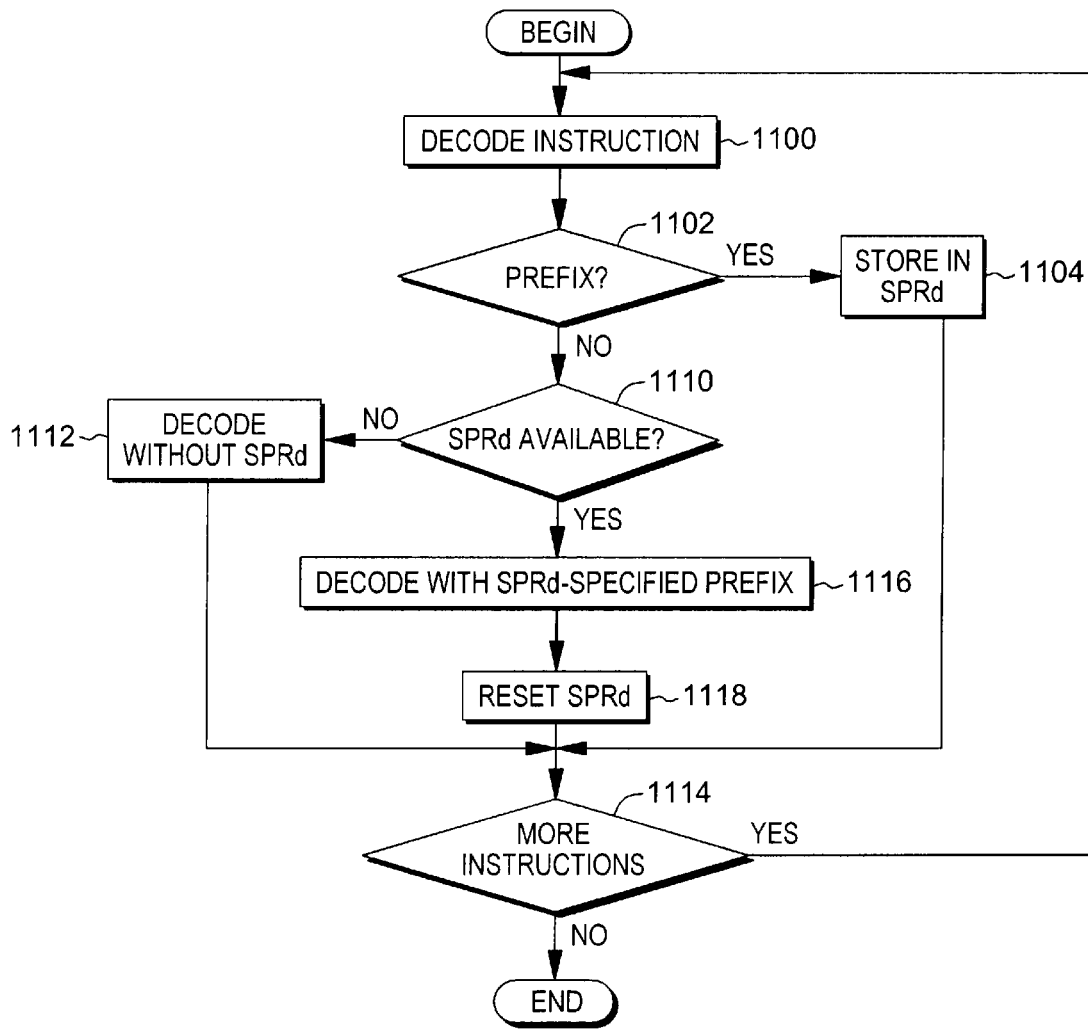 BEGIN
DECODE INSTRUCTION
1100
1102
PREFIX?
YES
STORE IN
SPRd
1104
NO
1110
SPRd AVAILABLE?
NO
DECODE
WITHOUT SPRd
1112
YES
DECODE WITH SPRd-SPECIFIED PREFIX
1116
RESET SPRd
1118
1114
MORE
INSTRUCTIONS
YES
NO
END